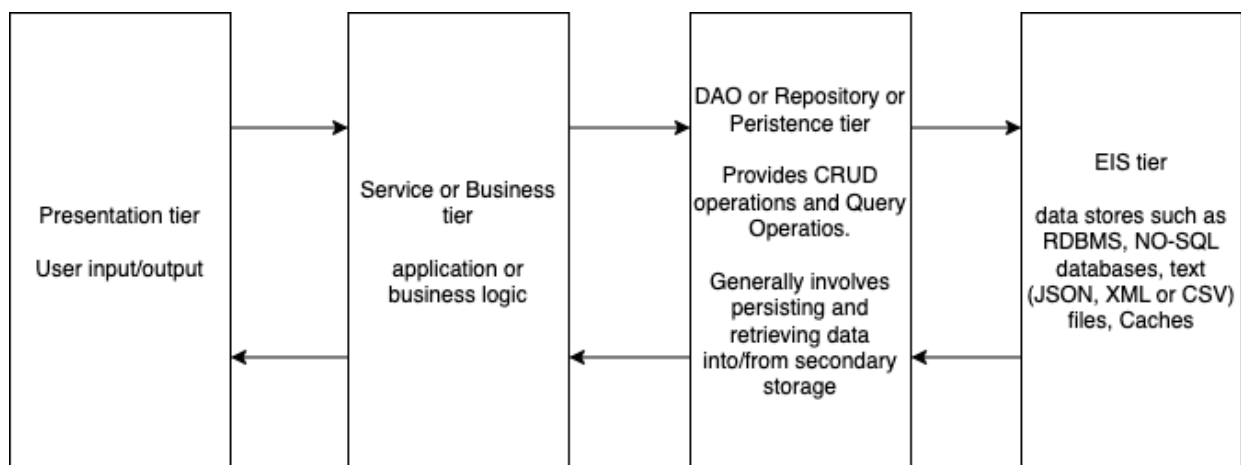 Presentation tier
User input/output
Service or Business
tier
application or
business logic
DAO or Repository or
Peristence tier
Provides CRUD
operations and Query
Operatios.
Generally involves
persisting and
retrieving data
into/from secondary
storage
EIS tier
data stores such as
RDBMS, NO-SQL
databases, text
(JSON, XML or CSV)
files, Caches